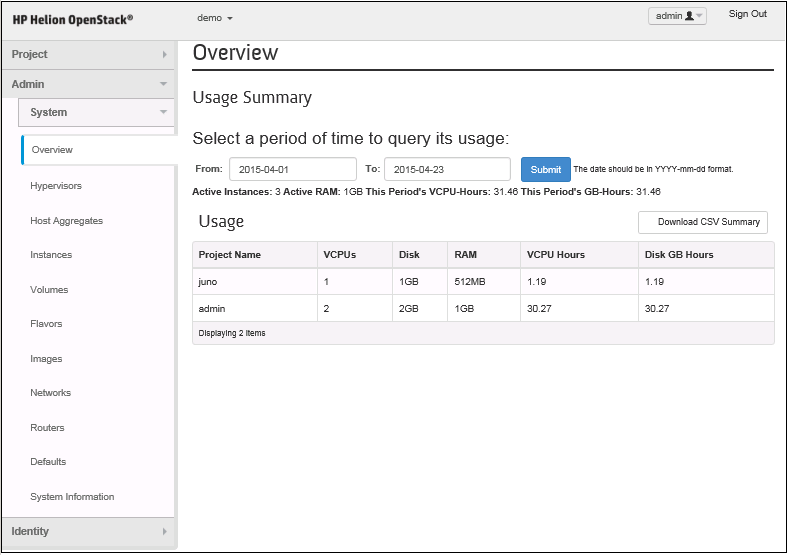 HP Helion OpenStack®
demo
admin
Sign Out
Project
Admin
System
Overview
Hypervisors
Host Aggregates
Instances
Volumes
Flavors
Images
Networks
Routers
Defaults
System Information
Identity
Overview
Usage Summary
Select a period of time to query its usage:
From: 2015-04-01 To: 2015-04-23 Submit The date should be in YYYY-mm-dd format.
Active Instances: 3 Active RAM: 1GB This Period's VCPU-Hours: 31.46 This Period's GB-Hours: 31.46
Usage Download CSV Summary
Project Name VCPUs Disk RAM VCPU Hours Disk GB Hours
juno 1 1GB 512MB 1.19 1.19
admin 2 2GB 1GB 30.27 30.27
Displaying 2 items